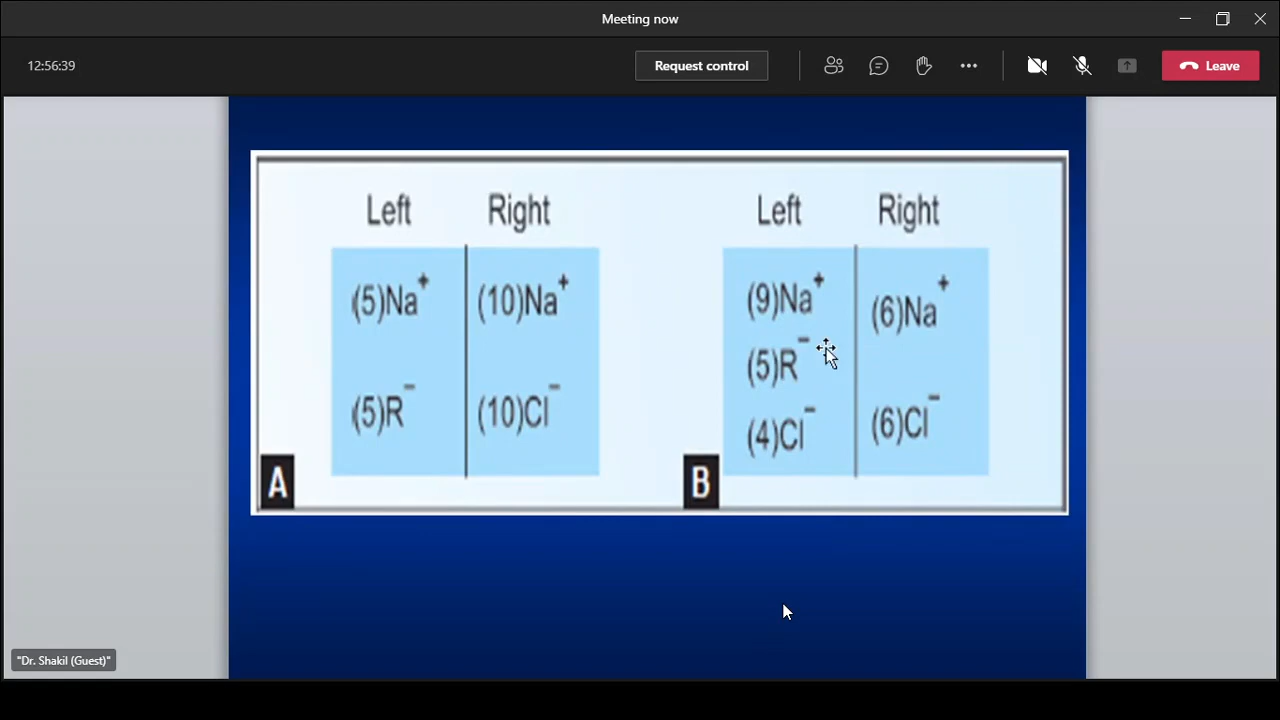 Meeting now
12:56:39
Request control
Leave
Left Right Left Right
(5)Na⁺ (10)Na⁺ (9)Na⁺ (6)Na⁺
(5)R⁻
(5)R⁻ (10)Cl⁻ (4)Cl⁻ (6)Cl⁻
A B
"Dr. Shakil (Guest)"